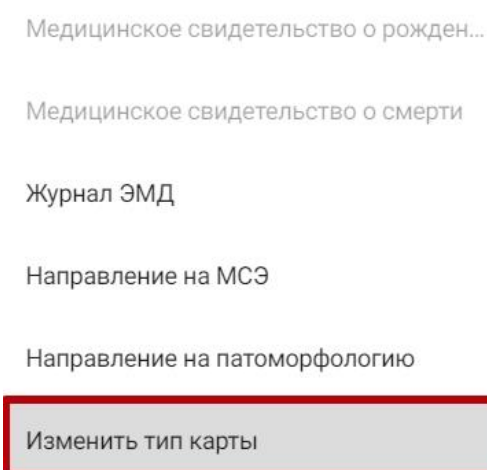 Медицинское свидетельство о рожден...
Медицинское свидетельство о смерти
Журнал ЭМД
Направление на МСЭ
Направление на патоморфологию
Изменить тип карты